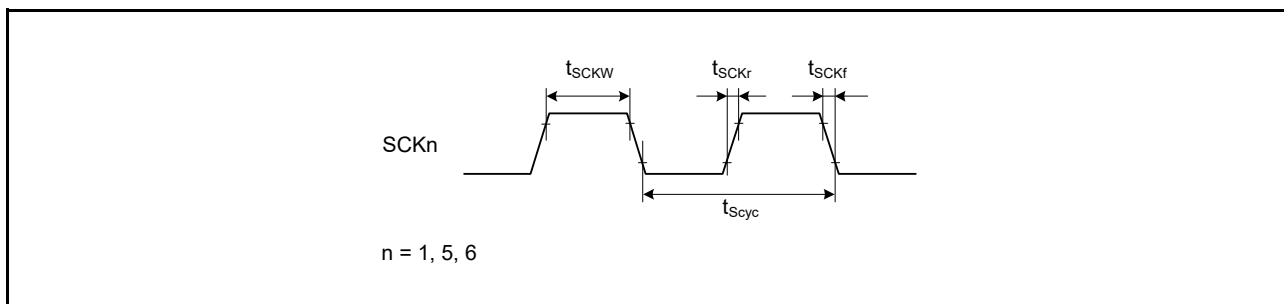 tSCKW tSCKr tSCKf
SCKn
tScyc
n = 1, 5, 6